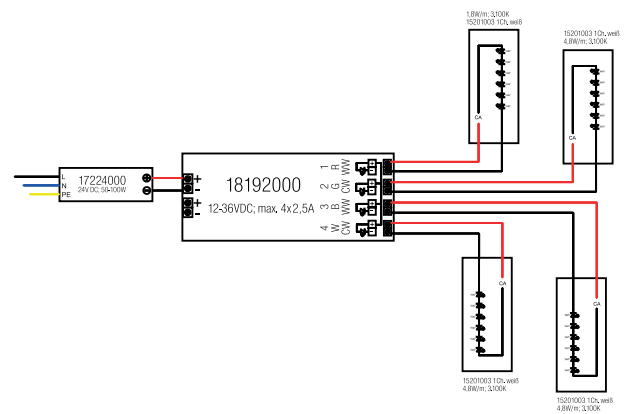 1,8W/m; 3.100K
15201003 1Ch. weiß
15201003 1Ch. weiß
4,8W/m; 3.100K
CA
CA
L
N
PE
17224000
24V DC; 50-100W
+
-
+
-
18192000
12-36VDC; max. 4x2,5A
1 R WW
2 G CW
3 B WW
4 W CW
CA
CA
15201003 1Ch. weiß
4,8W/m; 3.100K
15201003 1Ch. weiß
4,8W/m; 3.100K